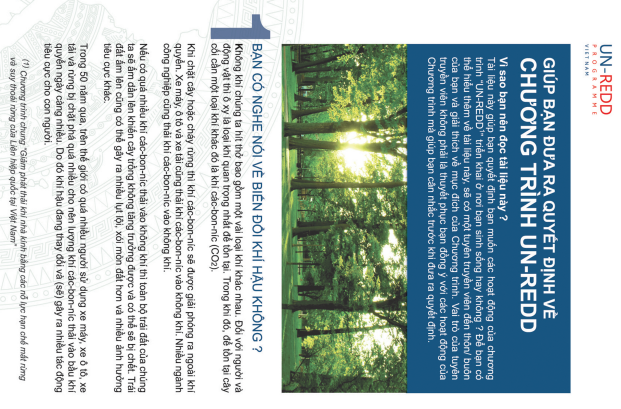 UN-REDD
PROGRAMME
VIET NAM
GIÚP BẠN ĐƯA RA QUYẾT ĐỊNH VỀ
CHƯƠNG TRÌNH UN-REDD
Vì sao bạn nên đọc tài liệu này ?
Tài liệu này giúp bạn quyết định bạn muốn các hoạt động của chương
trình "UN-REDD"⁽¹⁾ triển khai ở nơi bạn sinh sống hay không ? Để bạn có
thể hiểu thêm về tài liệu này, sẽ có một tuyên truyền viên đến thôn/ buôn
của bạn và giải thích về mục đích của Chương trình. Vai trò của tuyên
truyền viên không phải là thuyết phục bạn đồng ý với các hoạt động của
Chương trình mà giúp bạn cân nhắc trước khi đưa ra quyết định.
1 BẠN CÓ NGHE NÓI VỀ BIẾN ĐỔI KHÍ HẬU KHÔNG ?
Không khí chúng ta hít thở bao gồm một vài loại khí khác nhau. Đối với người và
động vật thì ô xy là loại khí quan trọng nhất để tồn tại. Trong khi đó, để tồn tại cây
cối cần một loại khí khác đó là khí các-bon-níc (CO2).
Khi chặt cây hoặc cháy rừng thì khí các-bon-níc sẽ được giải phóng ra ngoài khí
quyển. Xe máy, ô tô và xe tải cũng thải khí các-bon-níc vào không khí. Nhiều ngành
công nghiệp cũng thải khí các-bon-níc vào không khí.
Nếu có quá nhiều khí các-bon-níc thải vào không khí thì toàn bộ trái đất của chúng
ta sẽ ấm dần lên khiến cây trồng không tăng trưởng được và có thể sẽ bị chết. Trái
đất ấm lên cũng có thể gây ra nhiều lụt lội, xói mòn đất hơn và nhiều ảnh hưởng
tiêu cực khác.
Trong 50 năm qua, trên thế giới có quá nhiều người sử dụng xe máy, xe ô tô, xe
tải và rừng bị chặt phá quá nhiều cho nên lượng khí các-bon-níc thải vào bầu khí
quyển ngày càng nhiều. Do đó khí hậu đang thay đổi và (sẽ) gây ra nhiều tác động
tiêu cực cho con người.
(1) Chương trình chung "Giảm phát thải khí nhà kính bằng các nỗ lực hạn chế mất rừng
và suy thoái rừng của Liên hiệp quốc tại Việt Nam"